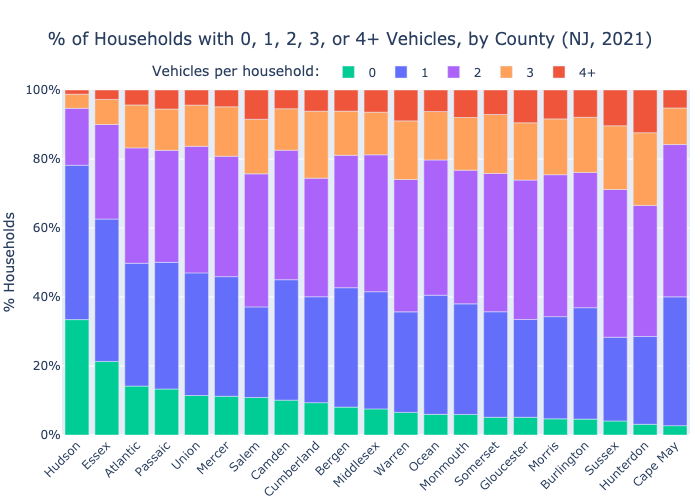 % of Households with 0, 1, 2, 3, or 4+ Vehicles, by County (NJ, 2021)
Vehicles per household: 0 1 2 3 4+
100%
80%
60%
40%
20%
0%
% Households
Hudson
Essex
Atlantic
Passaic
Union
Mercer
Salem
Camden
Cumberland
Bergen
Middlesex
Warren
Ocean
Monmouth
Somerset
Gloucester
Morris
Burlington
Sussex
Hunterdon
Cape May